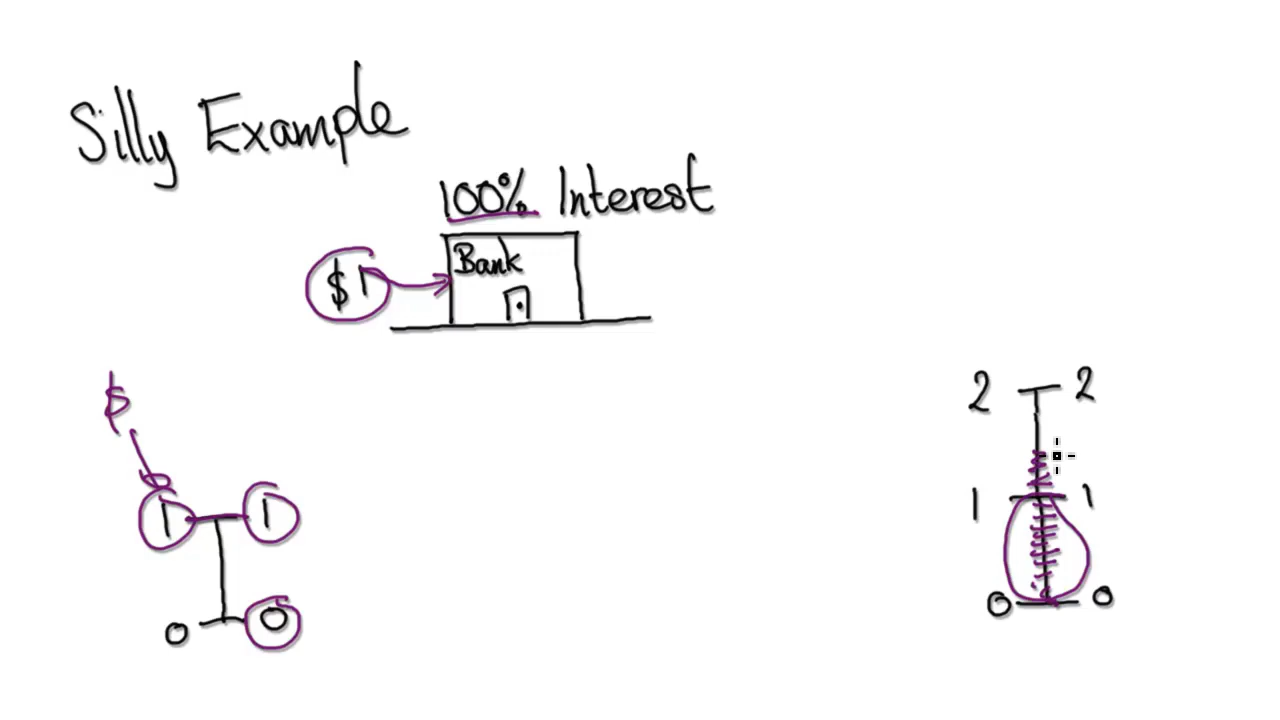 Silly Example
100% Interest
Bank
$1
$
2 2
1 1
1 1
0 0
0 0